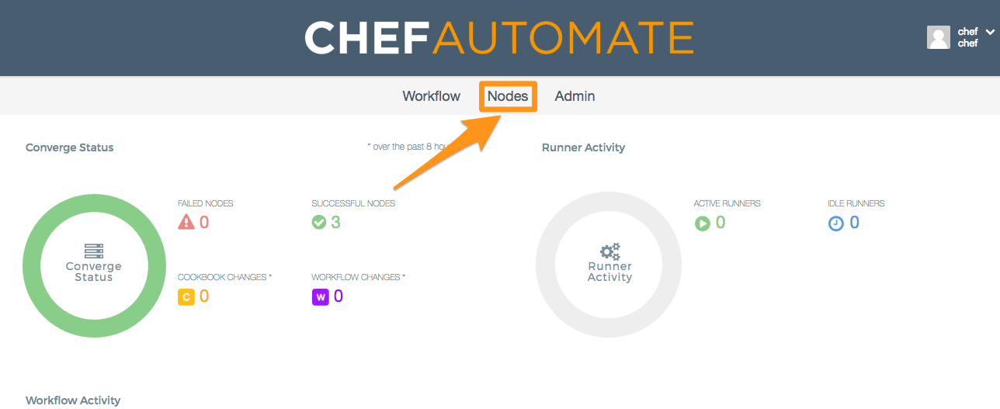 CHEFAUTOMATE
chef
chef
Workflow Nodes Admin
Converge Status
* over the past 8
Runner Activity
FAILED NODES
0
SUCCESSFUL NODES
3
COOKBOOK CHANGES *
C 0
WORKFLOW CHANGES *
W 0
Converge
Status
ACTIVE RUNNERS
0
IDLE RUNNERS
0
Runner
Activity
Workflow Activity